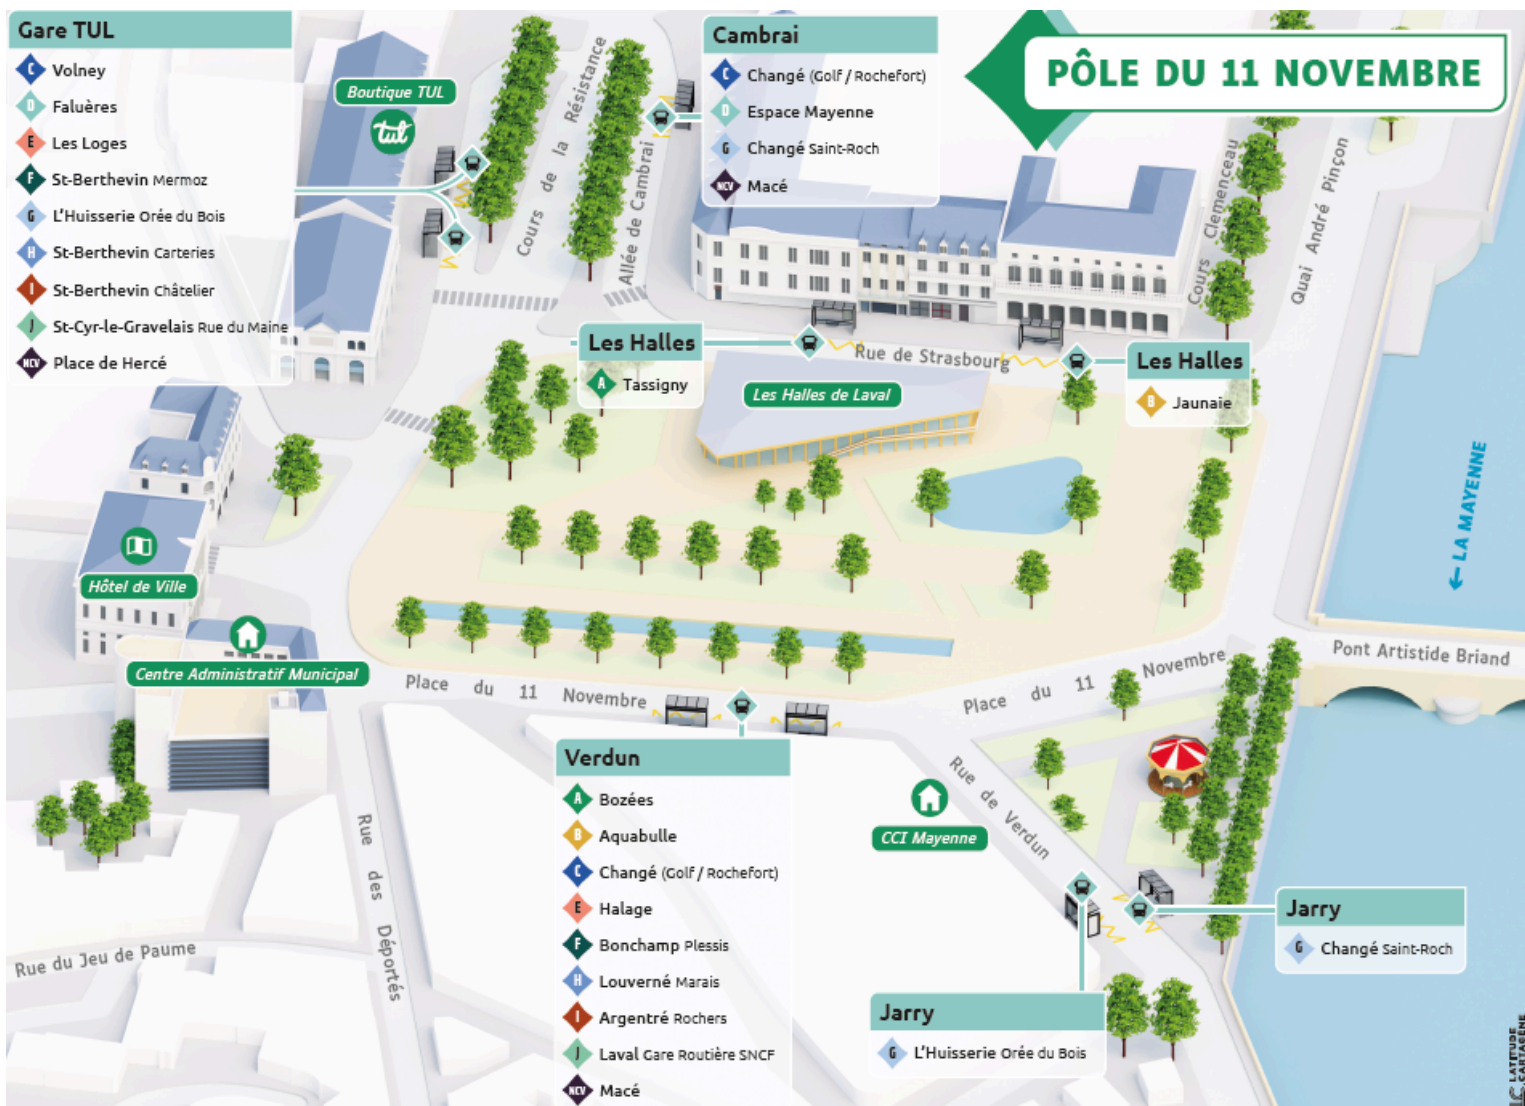 PÔLE DU 11 NOVEMBRE
Gare TUL
C Volney
D Faluères
E Les Loges
F St-Berthevin Mermoz
G L'Huisserie Orée du Bois
H St-Berthevin Carteries
I St-Berthevin Châtelier
J St-Cyr-le-Gravelais Rue du Maine
NCV Place de Hercé
Boutique TUL
tul
Cours de la Résistance
Allée de Cambrai
Cambrai
C Changé (Golf / Rochefort)
D Espace Mayenne
G Changé Saint-Roch
NCV Macé
Cours Clemenceau
Quai André Pinçon
Les Halles
A Tassigny
Rue de Strasbourg
Les Halles de Laval
Les Halles
B Jaunaie
← LA MAYENNE
Hôtel de Ville
Centre Administratif Municipal
Place du 11 Novembre
Place du 11 Novembre
Pont Artistide Briand
Verdun
A Bozées
B Aquabulle
C Changé (Golf / Rochefort)
E Halage
F Bonchamp Plessis
H Louverné Marais
I Argentré Rochers
J Laval Gare Routière SNCF
NCV Macé
Rue de Verdun
CCI Mayenne
Rue des Déportés
Rue du Jeu de Paume
Jarry
G Changé Saint-Roch
Jarry
G L'Huisserie Orée du Bois
LATITUDE
CARTAGÈNE